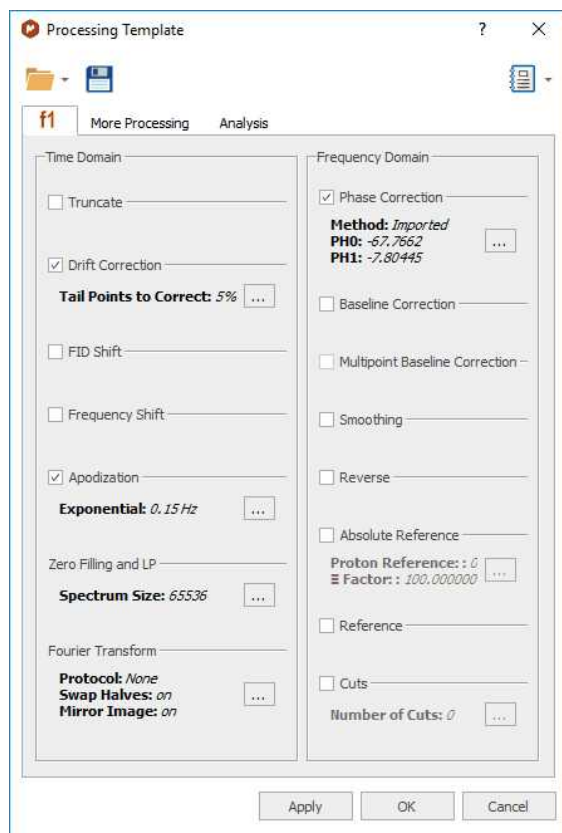 Processing Template
?
f1
More Processing
Analysis
Time Domain
Truncate
Drift Correction
Tail Points to Correct: 5%
...
FID Shift
Frequency Shift
Apodization
Exponential: 0.15 Hz
...
Zero Filling and LP
Spectrum Size: 65536
...
Fourier Transform
Protocol: None
Swap Halves: on
Mirror Image: on
...
Frequency Domain
Phase Correction
Method: Imported
PH0: -67.7662
PH1: -7.80445
...
Baseline Correction
Multipoint Baseline Correction
Smoothing
Reverse
Absolute Reference
Proton Reference: : 0
Ξ Factor: : 100.000000
...
Reference
Cuts
Number of Cuts: 0
...
Apply
OK
Cancel